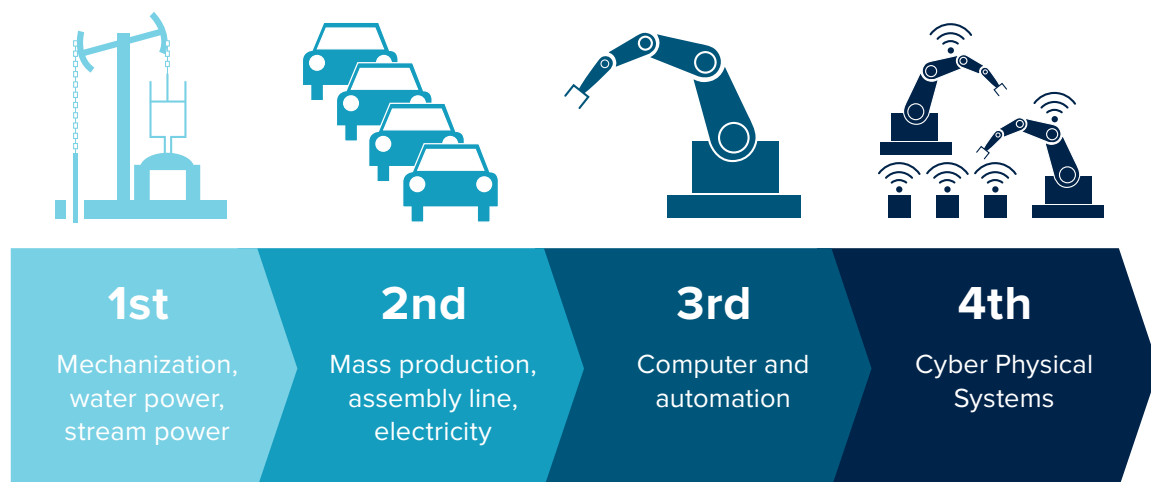 1st
Mechanization,
water power,
stream power
2nd
Mass production,
assembly line,
electricity
3rd
Computer and
automation
4th
Cyber Physical
Systems